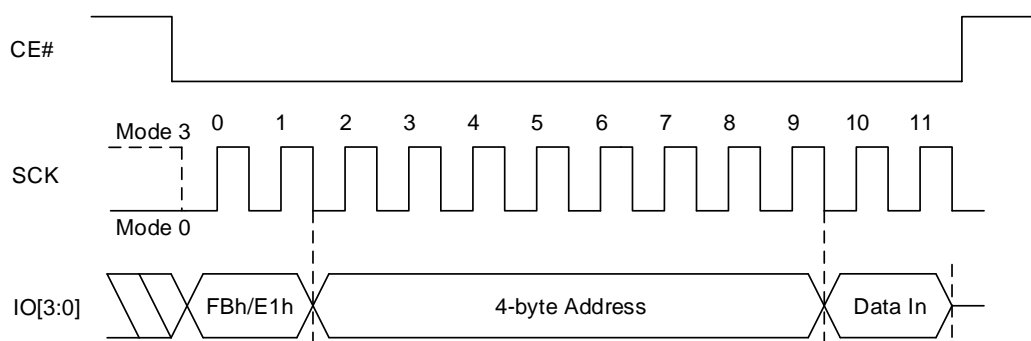 CE#
0 1 2 3 4 5 6 7 8 9 10 11
Mode 3
SCK
Mode 0
IO[3:0] FBh/E1h 4-byte Address Data In